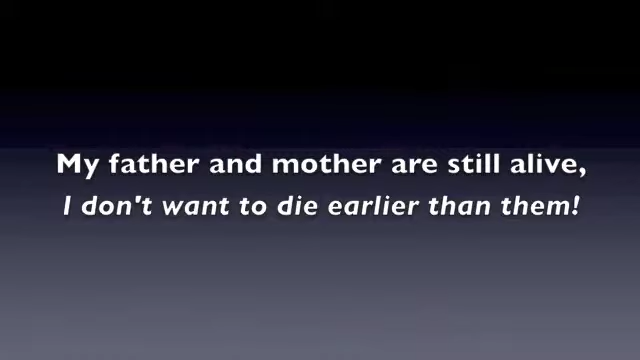 My father and mother are still alive,
I don't want to die earlier than them!